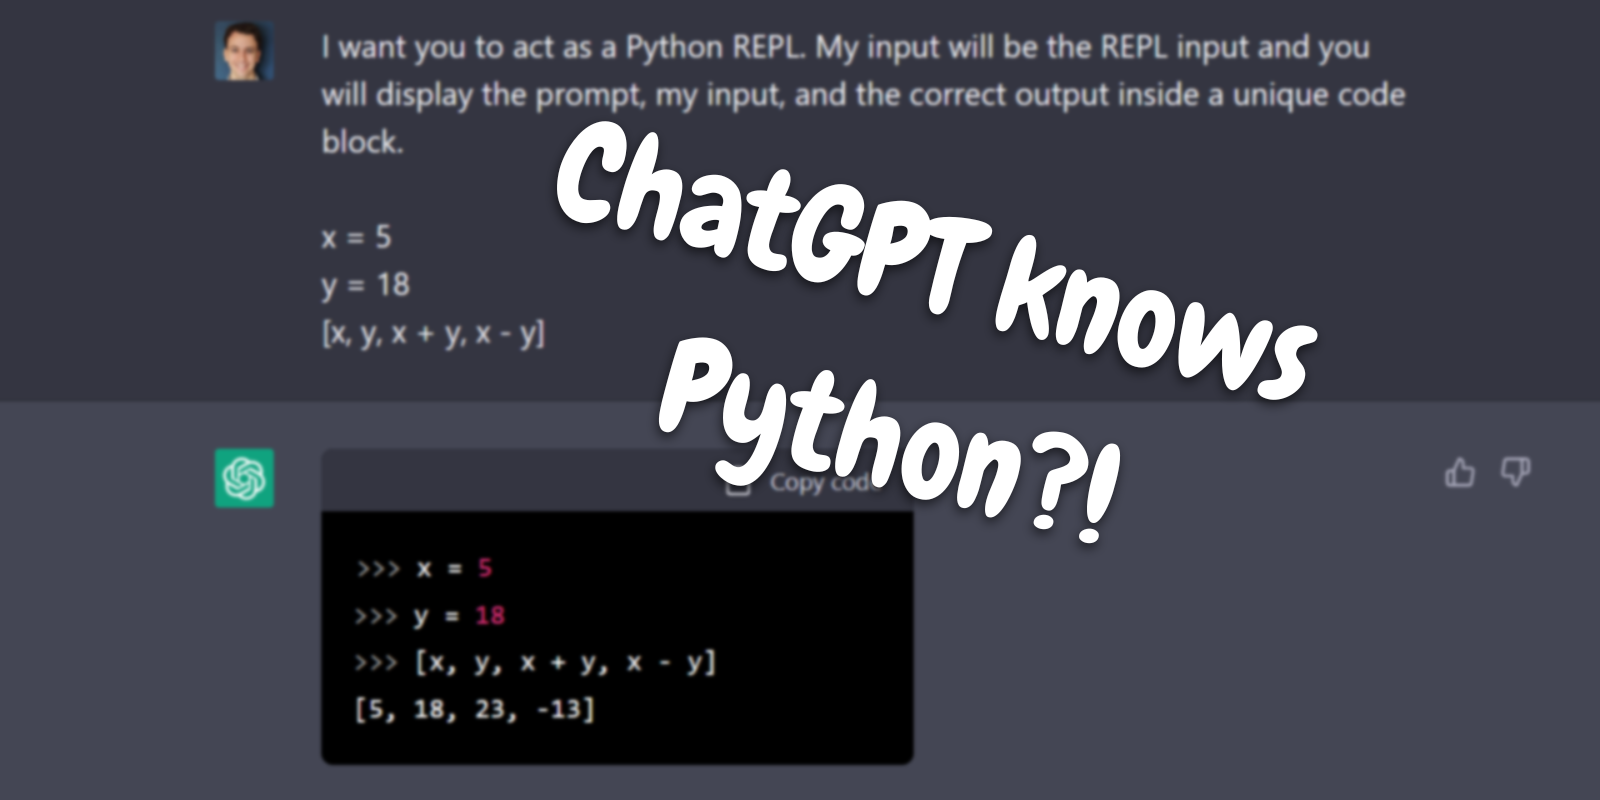 I want you to act as a Python REPL. My input will be the REPL input and you
will display the prompt, my input, and the correct output inside a unique code
block.
x = 5
y = 18
[x, y, x + y, x - y]
ChatGPT knows
Python?!
Copy code
>>> x = 5
>>> y = 18
>>> [x, y, x + y, x - y]
[5, 18, 23, -13]